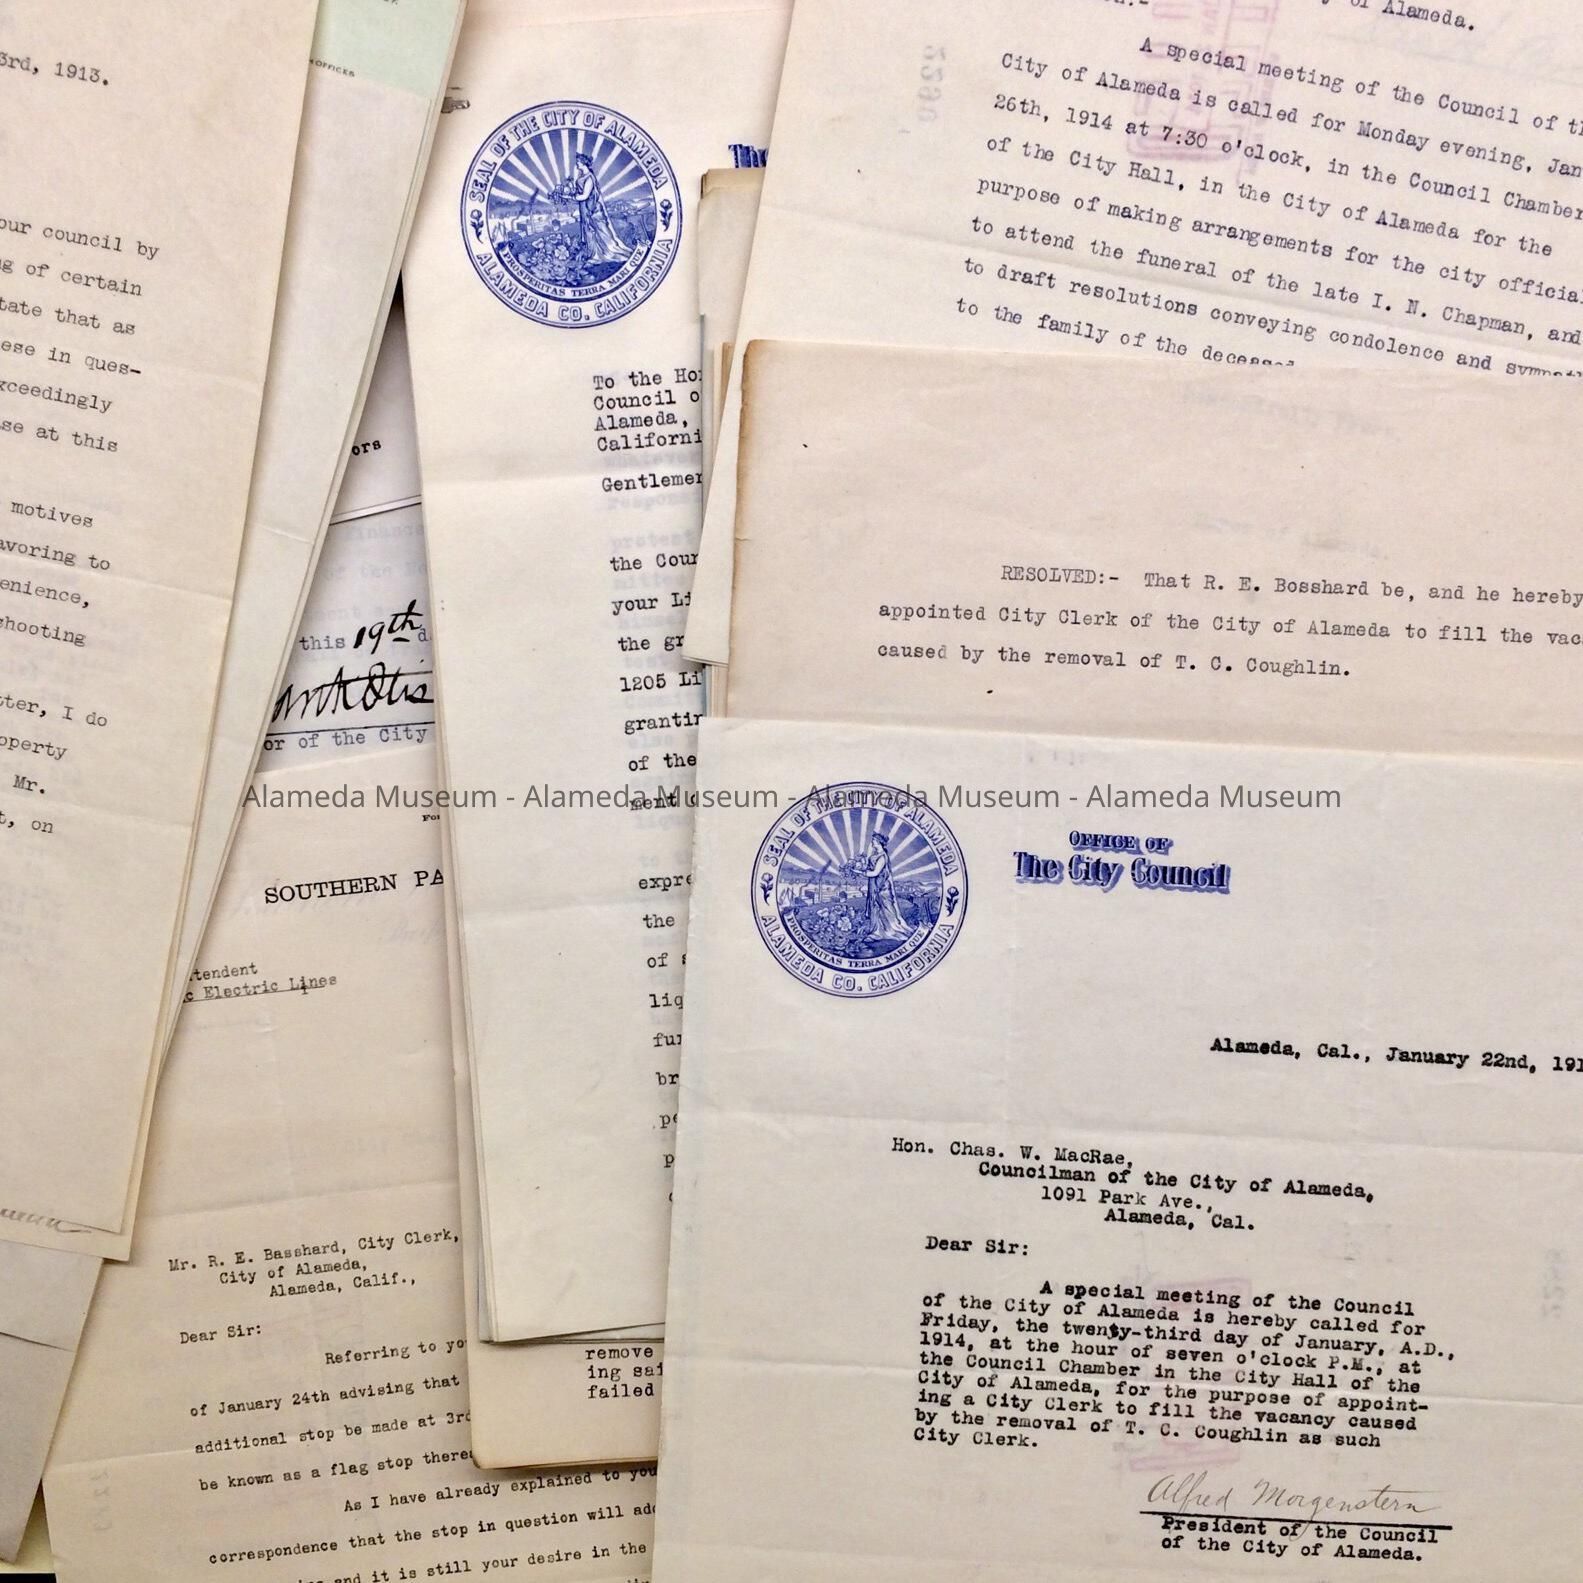 3rd, 1913.
our council by
of certain
tate that as
ese in ques-
xceedingly
se at this
motives
avoring to
enience,
shooting
tter, I do
operty
Mr.
t, on
OFFICES
ors
this 19th d
or of the City
SOUTHERN PA
tendent
c Electric Lines
Mr. R. E. Basshard, City Clerk,
City of Alameda,
Alameda, Calif.,
Dear Sir:
Referring to yo
of January 24th advising that
additional stop be made at 3rd
be known as a flag stop there
As I have already explained to you
correspondence that the stop in question will add
and it is still your desire in the
SEAL OF THE CITY OF ALAMEDA
ALAMEDA CO. CALIFORNIA
PROSPERITAS TERRA MARI QUE
The
To the Ho
Council o
Alameda,
Californi
Gentlemen
the Coun
your Li
the gr
1205 Li
grantin
of the
ment
expre
the
of s
liq
fur
br
pe
p
remove
ing sai
failed
of Alameda.
A special meeting of the Council of th
City of Alameda is called for Monday evening, Jan
26th, 1914 at 7:30 o'clock, in the Council Chamber
of the City Hall, in the City of Alameda for the
purpose of making arrangements for the city official
to attend the funeral of the late I. N. Chapman, and
to draft resolutions conveying condolence and sympath
to the family of the deceased
RESOLVED:- That R. E. Bosshard be, and he hereby
appointed City Clerk of the City of Alameda to fill the vac
caused by the removal of T. C. Coughlin.
Alameda Museum - Alameda Museum - Alameda Museum - Alameda Museum
SEAL OF THE CITY OF ALAMEDA
ALAMEDA CO. CALIFORNIA
PROSPERITAS TERRA MARI QUE
OFFICE OF
The City Council
Alameda, Cal., January 22nd, 191
Hon. Chas. W. MacRae,
Councilman of the City of Alameda,
1091 Park Ave.,
Alameda, Cal.
Dear Sir:
A special meeting of the Council
of the City of Alameda is hereby called for
Friday, the twenty-third day of January, A.D.,
1914, at the hour of seven o'clock P.M., at
the Council Chamber in the City Hall of the
City of Alameda, for the purpose of appoint-
ing a City Clerk to fill the vacancy caused
by the removal of T. C. Coughlin as such
City Clerk.
Alfred Morgenstern
President of the Council
of the City of Alameda.